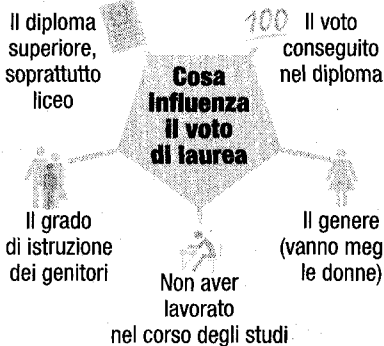 Il diploma
superiore,
soprattutto
liceo
100
Il voto
conseguito
nel diploma
Cosa
influenza
il voto
di laurea
Il grado
di istruzione
dei genitori
Non aver
lavorato
nel corso degli studi
Il genere
(vanno meg
le donne)